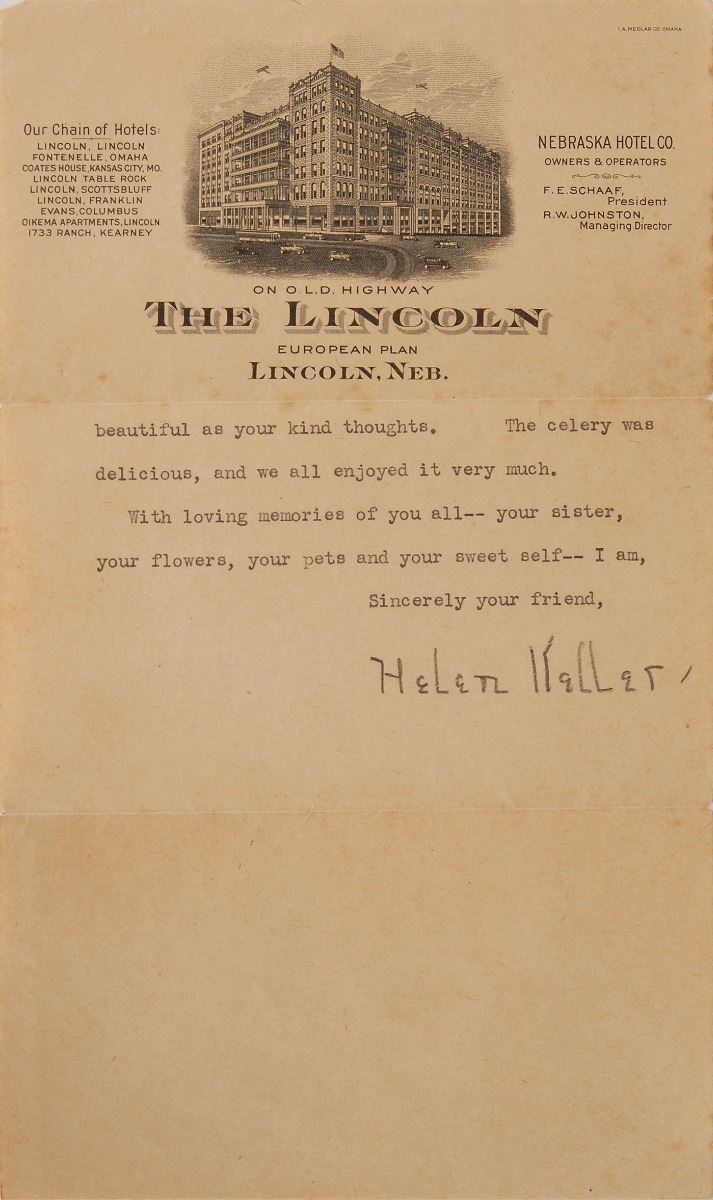 I.A. MEDLAR CO. OMAHA
Our Chain of Hotels:
LINCOLN, LINCOLN
FONTENELLE, OMAHA
COATES HOUSE, KANSAS CITY, MO.
LINCOLN TABLE ROCK
LINCOLN, SCOTTSBLUFF
LINCOLN, FRANKLIN
EVANS, COLUMBUS
OIKEMA APARTMENTS, LINCOLN
1733 RANCH, KEARNEY
NEBRASKA HOTEL CO.
OWNERS & OPERATORS
F. E. SCHAAF,
President
R. W. JOHNSTON,
Managing Director
ON O.L.D. HIGHWAY
THE LINCOLN
EUROPEAN PLAN
LINCOLN, NEB.
beautiful as your kind thoughts. The celery was
delicious, and we all enjoyed it very much.
With loving memories of you all-- your sister,
your flowers, your pets and your sweet self-- I am,
Sincerely your friend,
Helen Keller